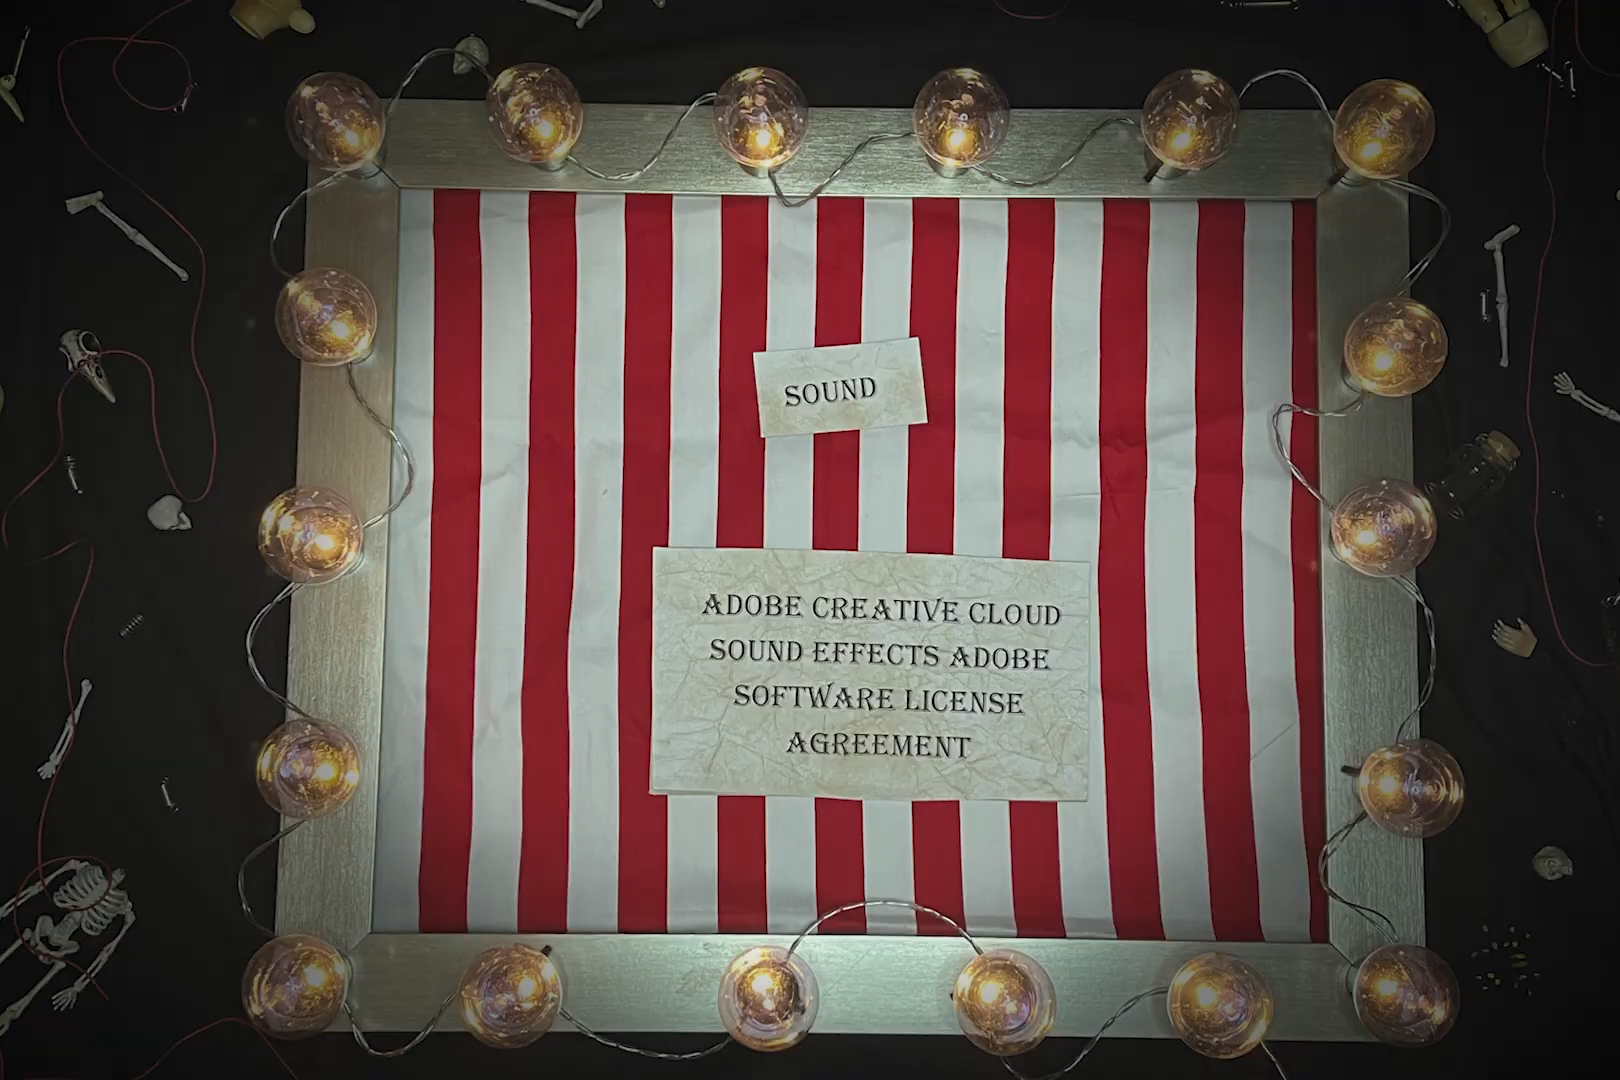 SOUND
ADOBE CREATIVE CLOUD
SOUND EFFECTS ADOBE
SOFTWARE LICENSE
AGREEMENT